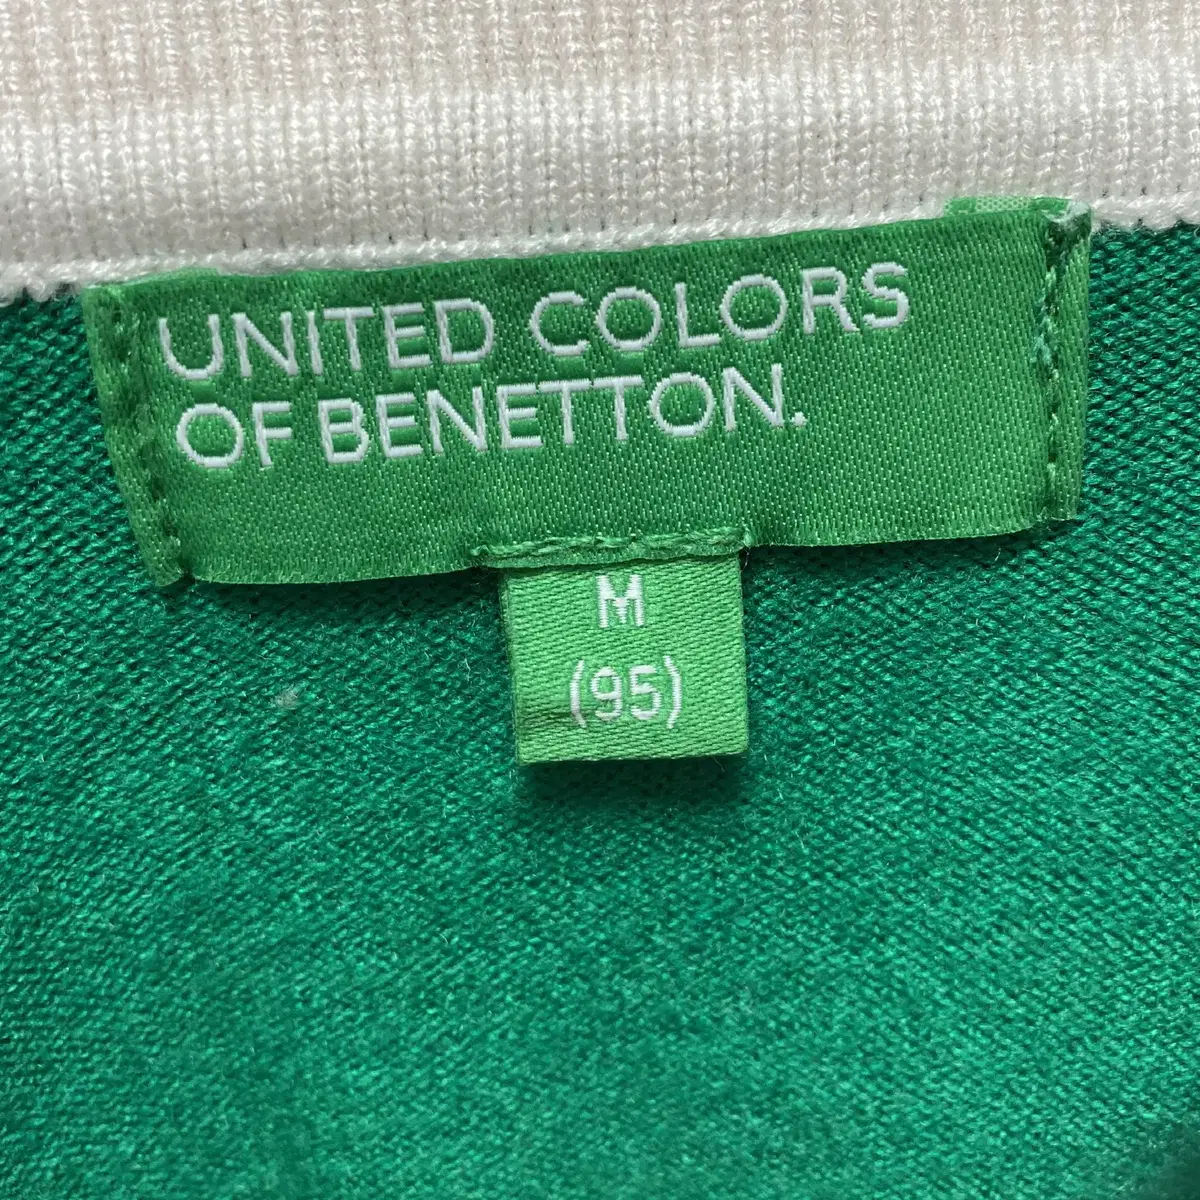 UNITED COLORS
OF BENETTON.
M
(95)